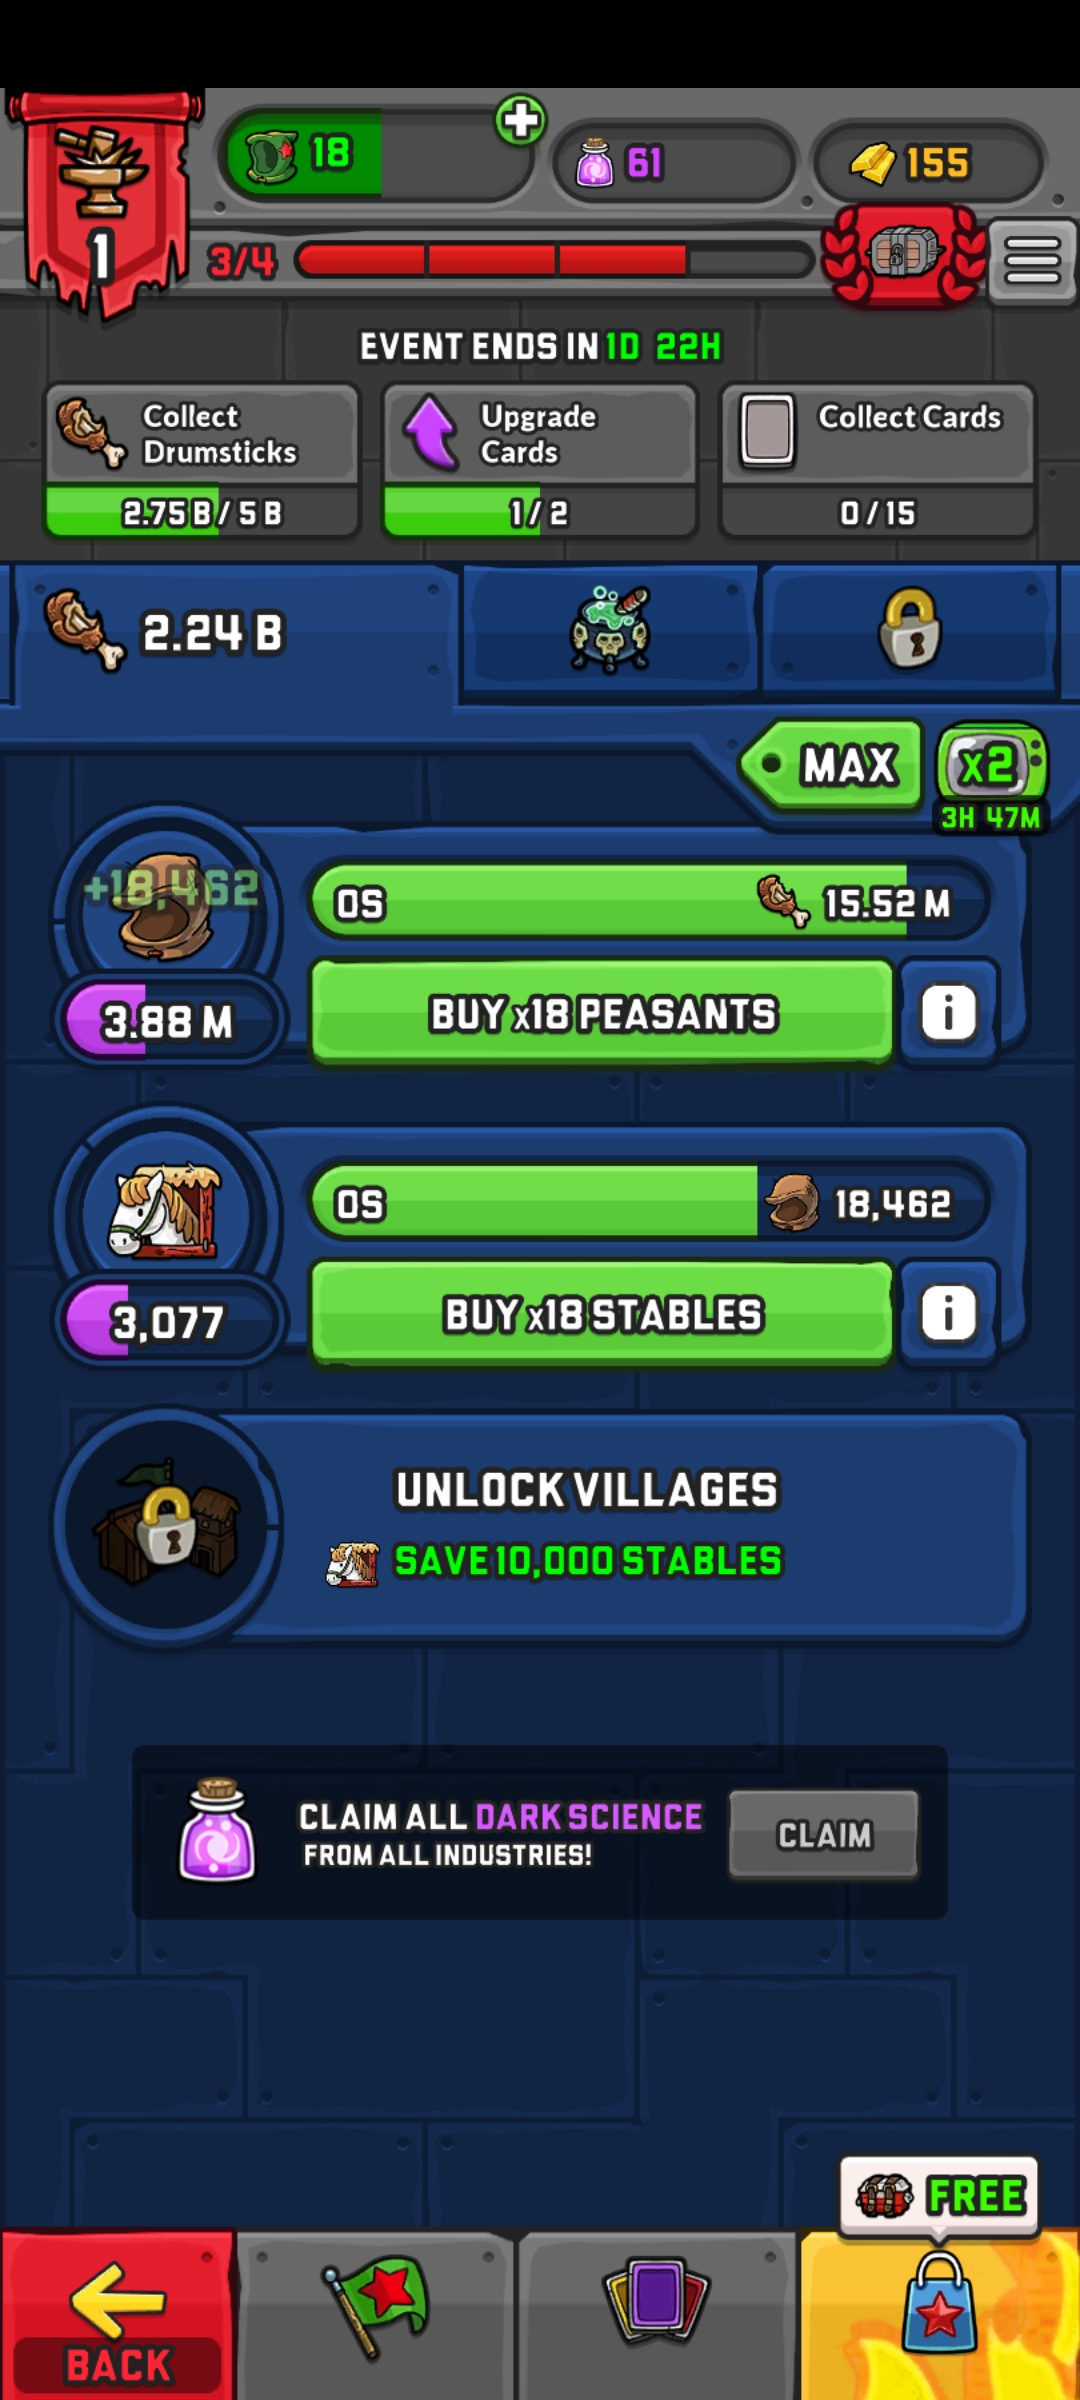 18
61
155
1
3/4
EVENT ENDS IN 1D 22H
Collect
Drumsticks
2.75 B / 5 B
Upgrade
Cards
1 / 2
Collect Cards
0 / 15
2.24 B
MAX
x2
3H 47M
+18,462
0S
15.52 M
3.88 M
BUY x18 PEASANTS
i
0S
18,462
3,077
BUY x18 STABLES
i
UNLOCK VILLAGES
SAVE 10,000 STABLES
CLAIM ALL DARK SCIENCE
FROM ALL INDUSTRIES!
CLAIM
FREE
BACK